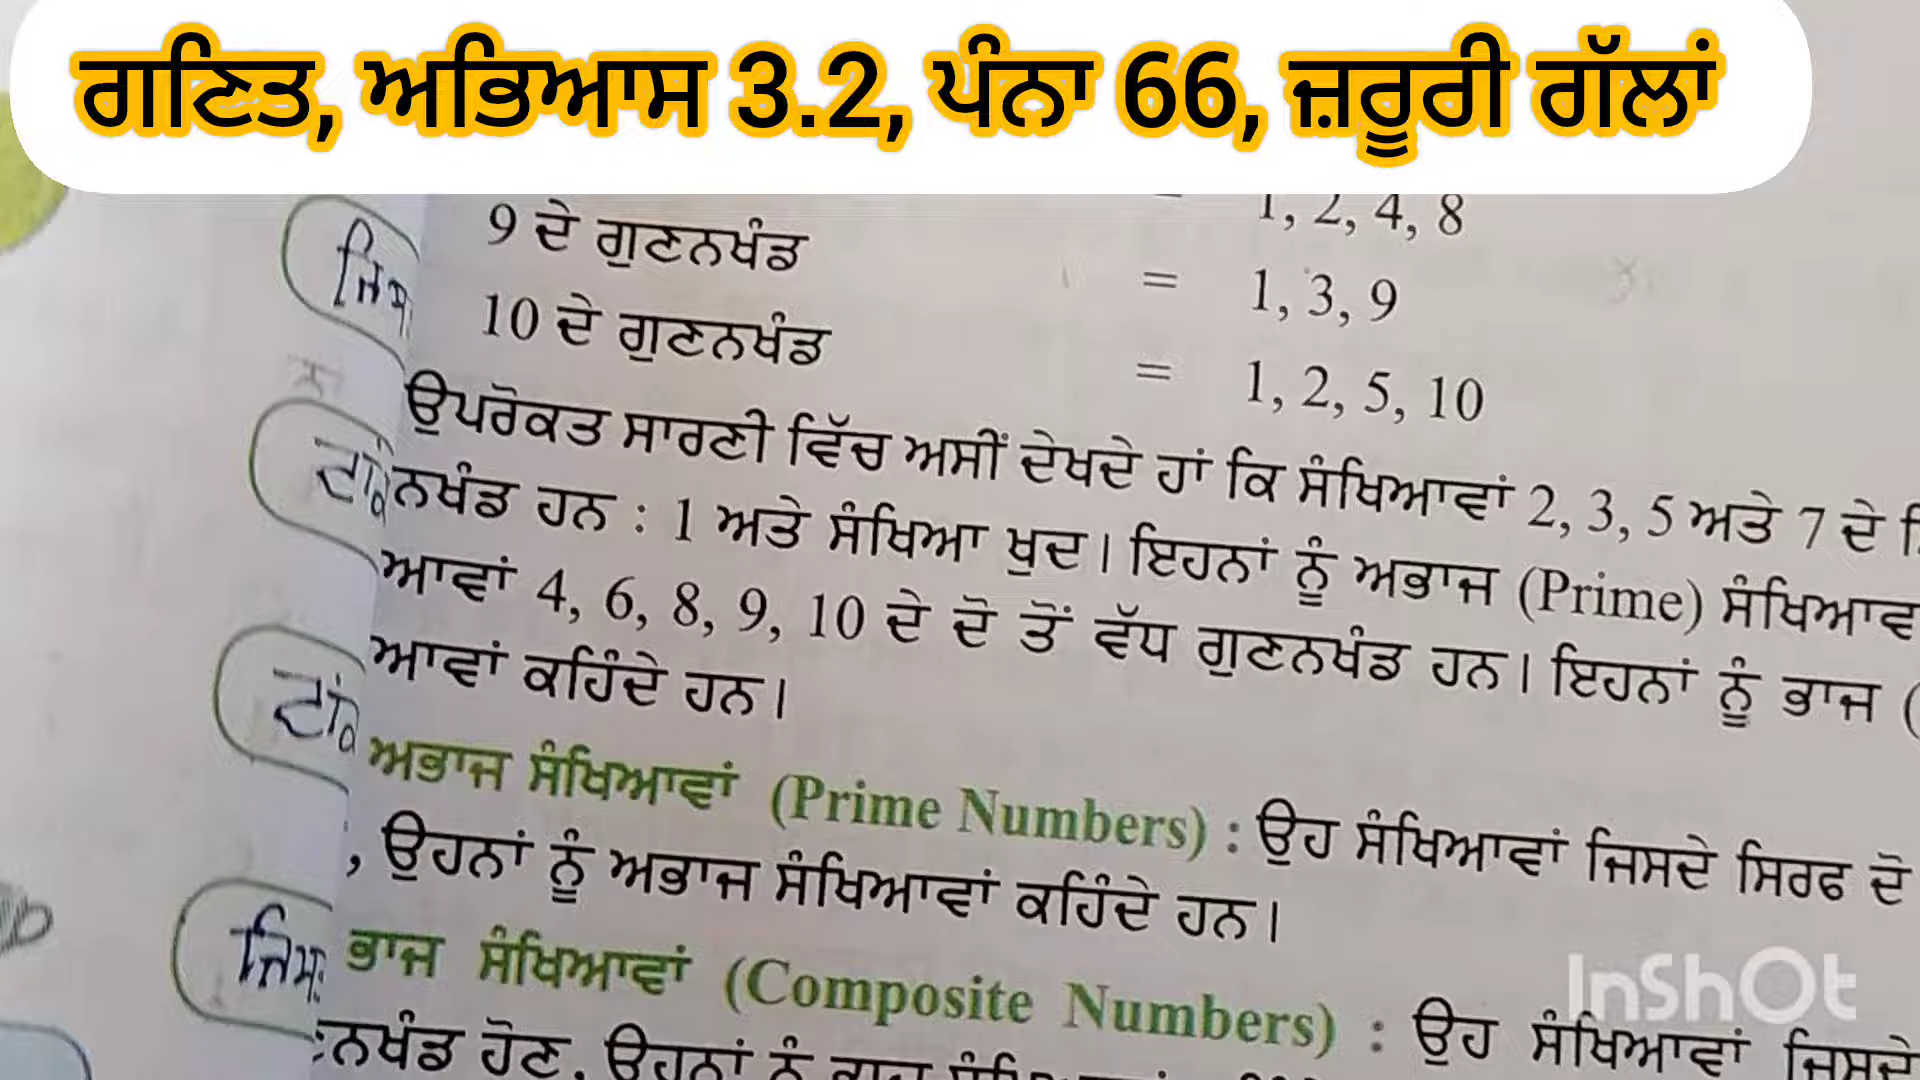 ਗਣਿਤ, ਅਭਿਆਸ 3.2, ਪੰਨਾ 66, ਜ਼ਰੂਰੀ ਗੱਲਾਂ
1, 2, 4, 8
9 ਦੇ ਗੁਣਨਖੰਡ = 1, 3, 9
10 ਦੇ ਗੁਣਨਖੰਡ = 1, 2, 5, 10
ਉਪਰੋਕਤ ਸਾਰਣੀ ਵਿੱਚ ਅਸੀਂ ਦੇਖਦੇ ਹਾਂ ਕਿ ਸੰਖਿਆਵਾਂ 2, 3, 5 ਅਤੇ 7 ਦੇ
ਨਖੰਡ ਹਨ : 1 ਅਤੇ ਸੰਖਿਆ ਖੁਦ। ਇਹਨਾਂ ਨੂੰ ਅਭਾਜ (Prime) ਸੰਖਿਆਵ
ਆਵਾਂ 4, 6, 8, 9, 10 ਦੇ ਦੋ ਤੋਂ ਵੱਧ ਗੁਣਨਖੰਡ ਹਨ। ਇਹਨਾਂ ਨੂੰ ਭਾਜ (
ਆਵਾਂ ਕਹਿੰਦੇ ਹਨ।
ਅਭਾਜ ਸੰਖਿਆਵਾਂ (Prime Numbers) : ਉਹ ਸੰਖਿਆਵਾਂ ਜਿਸਦੇ ਸਿਰਫ ਦੋ
, ਉਹਨਾਂ ਨੂੰ ਅਭਾਜ ਸੰਖਿਆਵਾਂ ਕਹਿੰਦੇ ਹਨ।
ਭਾਜ ਸੰਖਿਆਵਾਂ (Composite Numbers) : ਉਹ ਸੰਖਿਆਵਾਂ ਜਿਸਦੇ
ਨਖੰਡ ਹੋਣ, ਉਹਨਾਂ ਨੂੰ ਭਾਜ
InShOt